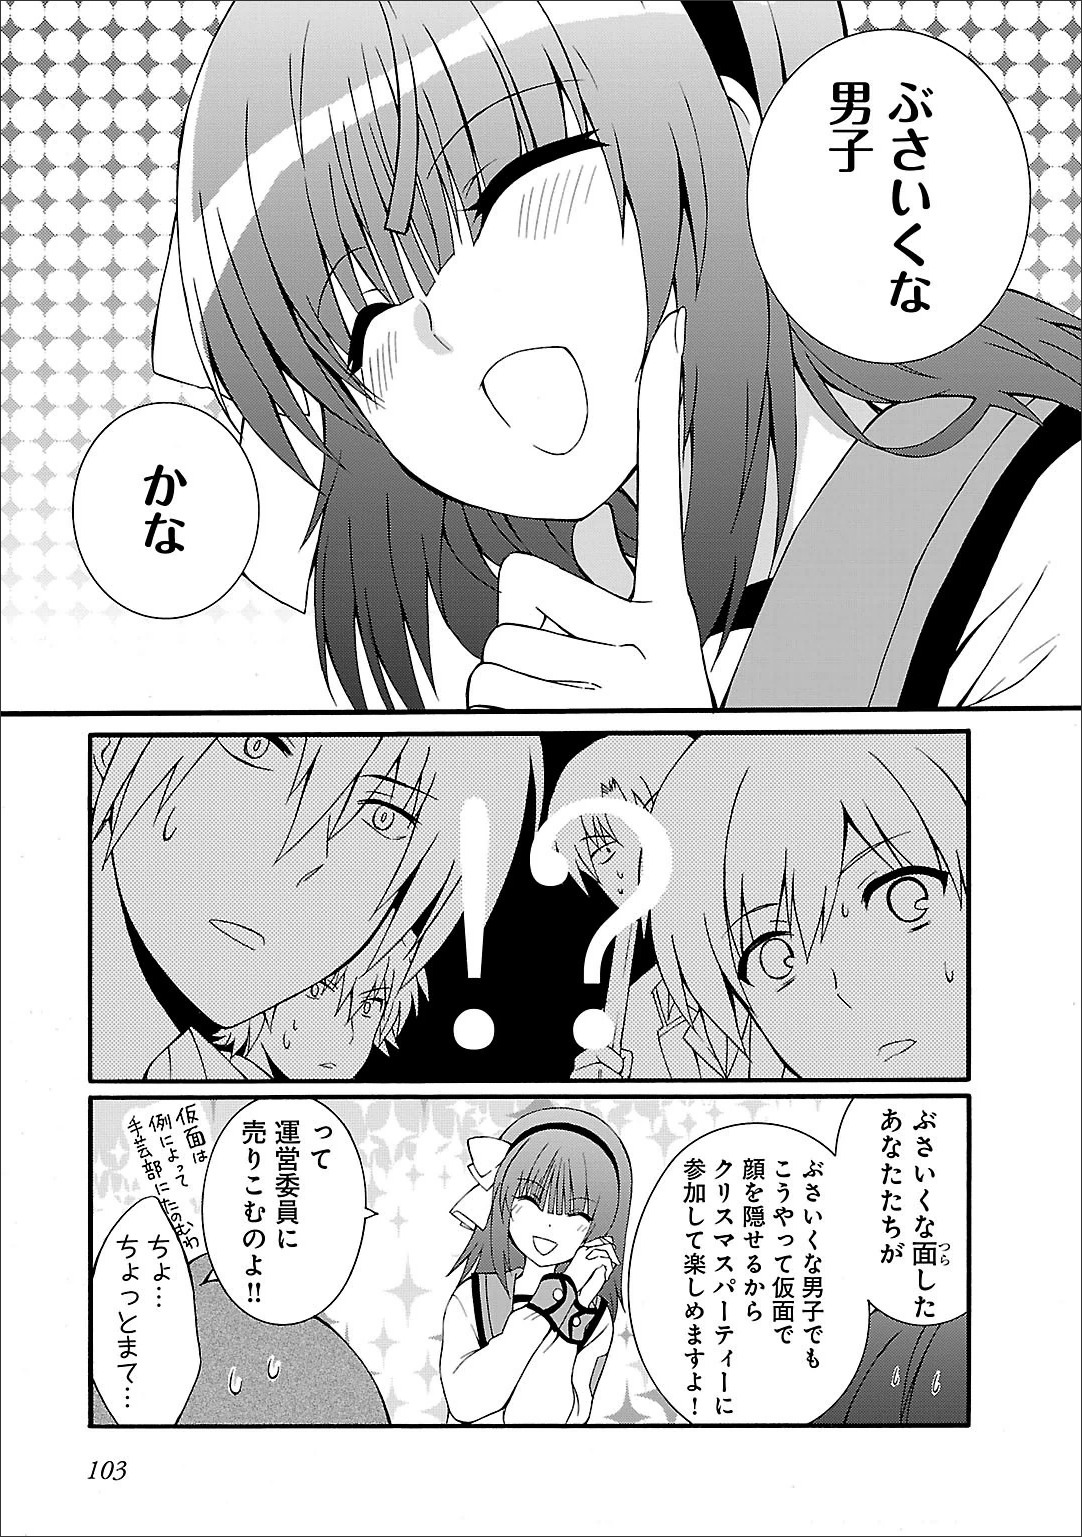 ぶさいくな
男子
かな
!?
ぶさいくな面した
つら
あなたたちが
ぶさいくな男子でも
こうやって仮面で
顔を隠せるから
クリスマスパーティーに
参加して楽しめますよ!
って
運営委員に
売りこむのよ!!
仮面は
例によって
手芸部にたのむわ
ちょ…
ちょっとまて…
103